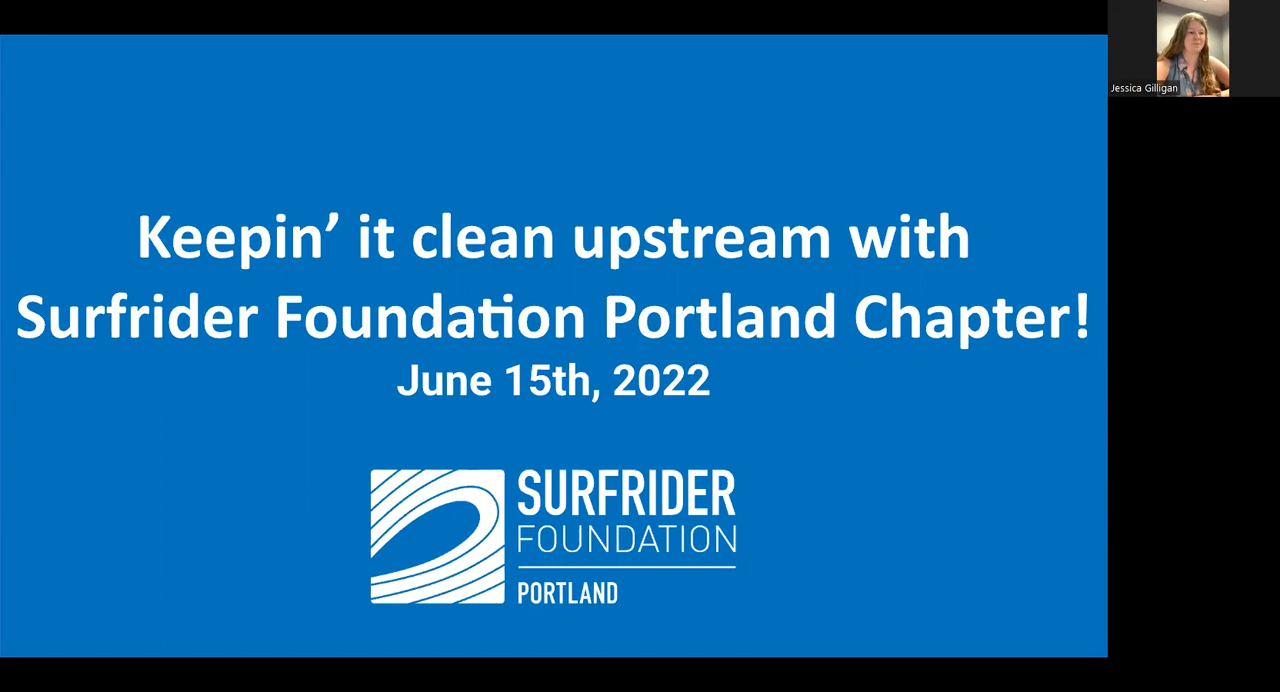 Keepin’ it clean upstream with
Surfrider Foundation Portland Chapter!
June 15th, 2022
SURFRIDER
FOUNDATION
PORTLAND
Jessica Gilligan